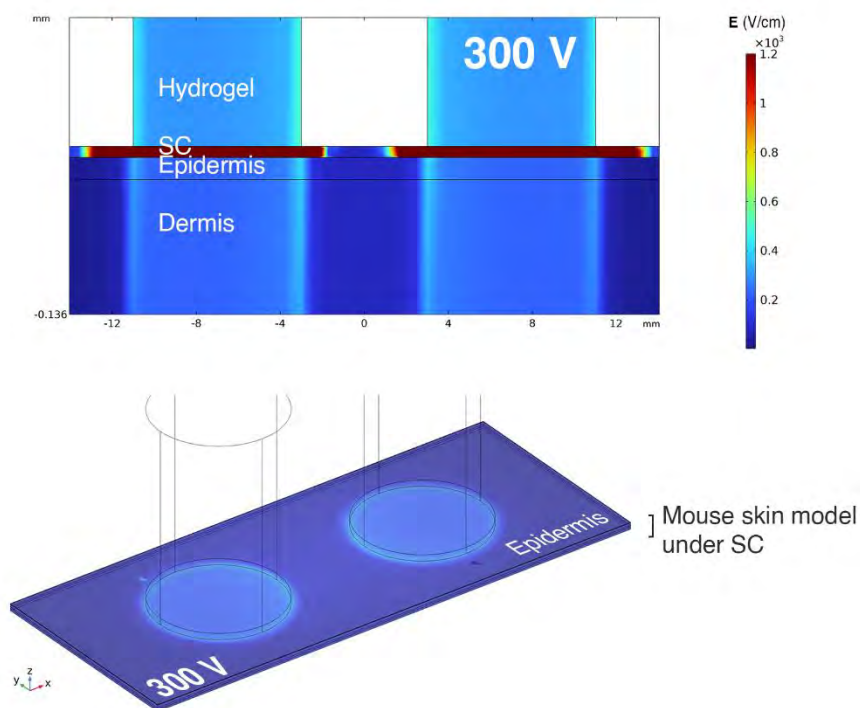 mm
E (V/cm)
×10³
300 V
1.2
1
0.8
0.6
0.4
0.2
Hydrogel
SC
Epidermis
Dermis
-0.136
-12
-8
-4
0
4
8
12
mm
Epidermis
Mouse skin model
under SC
300 V
z
y
x